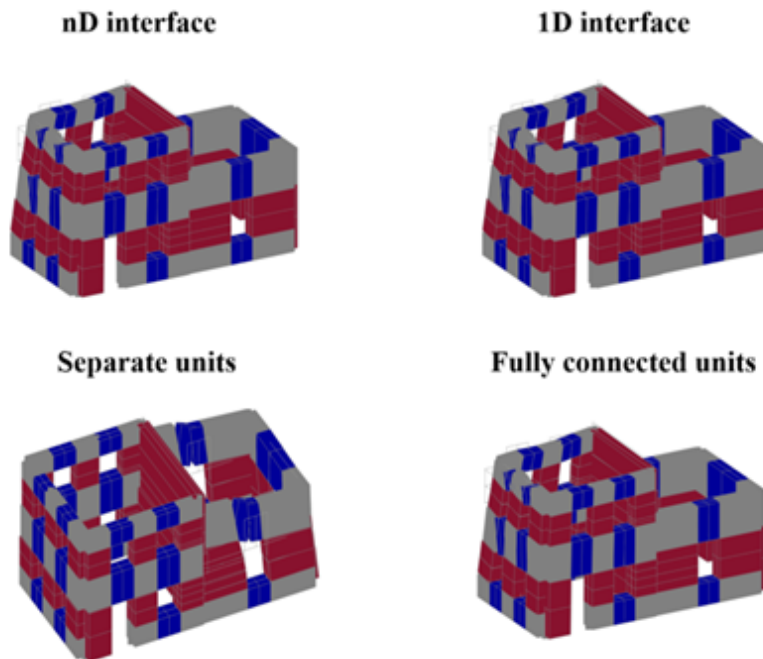 nD interface
1D interface
Separate units
Fully connected units